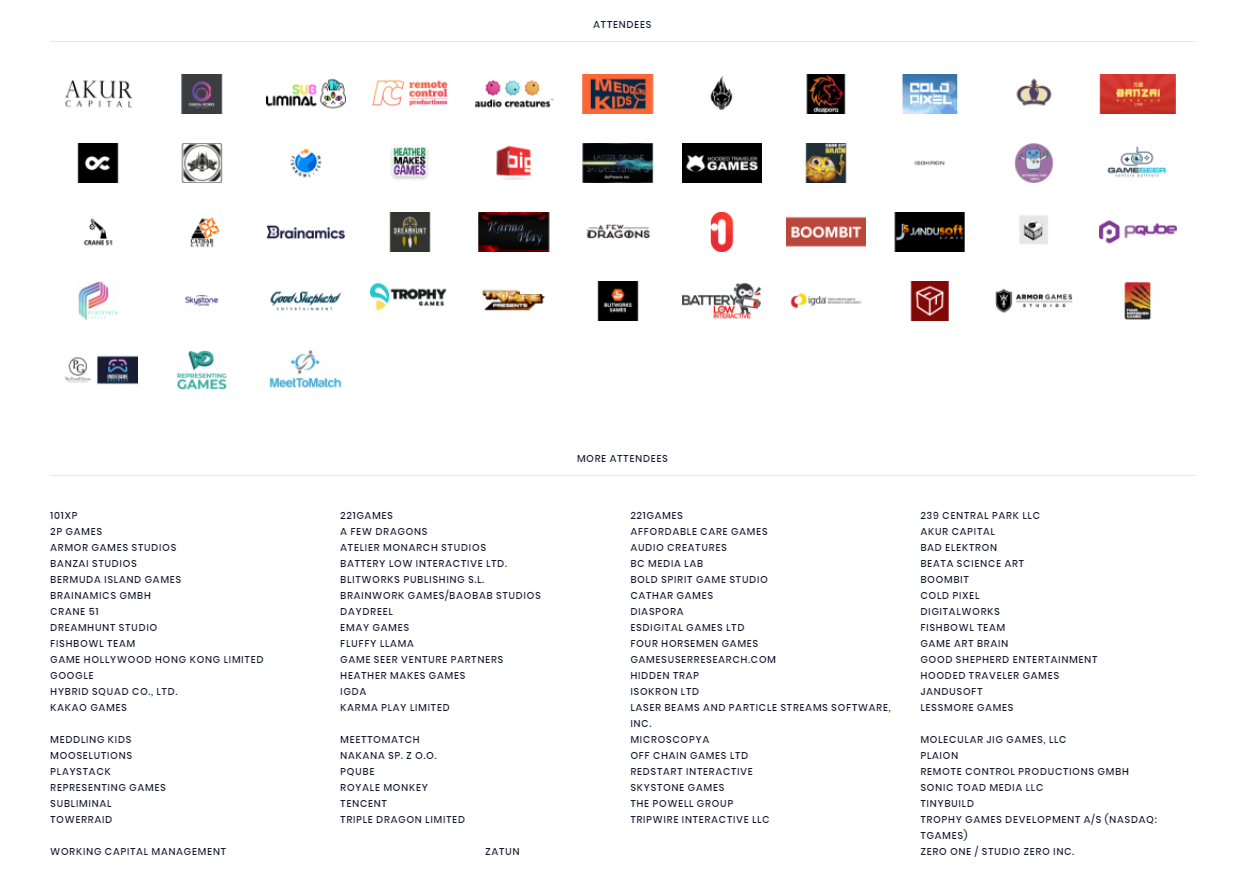 ATTENDEES
AKUR
CAPITAL
SUB
LIMINAL
remote
control
productions
audio creatures
MEDDLING
KIDS
diaspora
COLD
PIXEL
BANZAI
STUDIOS
OC
HEATHER
MAKES
GAMES
big
HOODED TRAVELER
GAMES
GAME ART
BRAIN
ISOKRON
GAMESEER
venture partners
CRANE 51
CATHAR
GAMES
Brainamics
DREAMHUNT
Karma
Play
A FEW
DRAGONS
BOOMBIT
JANDUSOFT
GAMES
PQube
PLAYSTACK
Skystone
Good Shepherd
ENTERTAINMENT
TROPHY
GAMES
PRESENTS
BLITWORKS
GAMES
BATTERY
LOW
INTERACTIVE
igda
ARMOR GAMES
STUDIOS
FOUR
HORSEMEN
GAMES
PG
REPRESENTING
GAMES
MeetToMatch
MORE ATTENDEES
101XP 221GAMES 221GAMES 239 CENTRAL PARK LLC
2P GAMES A FEW DRAGONS AFFORDABLE CARE GAMES AKUR CAPITAL
ARMOR GAMES STUDIOS ATELIER MONARCH STUDIOS AUDIO CREATURES BAD ELEKTRON
BANZAI STUDIOS BATTERY LOW INTERACTIVE LTD. BC MEDIA LAB BEATA SCIENCE ART
BERMUDA ISLAND GAMES BLITWORKS PUBLISHING S.L. BOLD SPIRIT GAME STUDIO BOOMBIT
BRAINAMICS GMBH BRAINWORK GAMES/BAOBAB STUDIOS CATHAR GAMES COLD PIXEL
CRANE 51 DAYDREEL DIASPORA DIGITALWORKS
DREAMHUNT STUDIO EMAY GAMES ESDIGITAL GAMES LTD FISHBOWL TEAM
FISHBOWL TEAM FLUFFY LLAMA FOUR HORSEMEN GAMES GAME ART BRAIN
GAME HOLLYWOOD HONG KONG LIMITED GAME SEER VENTURE PARTNERS GAMESUSERRESEARCH.COM GOOD SHEPHERD ENTERTAINMENT
GOOGLE HEATHER MAKES GAMES HIDDEN TRAP HOODED TRAVELER GAMES
HYBRID SQUAD CO., LTD. IGDA ISOKRON LTD JANDUSOFT
KAKAO GAMES KARMA PLAY LIMITED LASER BEAMS AND PARTICLE STREAMS SOFTWARE, LESSMORE GAMES
INC.
MEDDLING KIDS MEETTOMATCH MICROSCOPYA MOLECULAR JIG GAMES, LLC
MOOSELUTIONS NAKANA SP. Z O.O. OFF CHAIN GAMES LTD PLAION
PLAYSTACK PQUBE REDSTART INTERACTIVE REMOTE CONTROL PRODUCTIONS GMBH
REPRESENTING GAMES ROYALE MONKEY SKYSTONE GAMES SONIC TOAD MEDIA LLC
SUBLIMINAL TENCENT THE POWELL GROUP TINYBUILD
TOWERRAID TRIPLE DRAGON LIMITED TRIPWIRE INTERACTIVE LLC TROPHY GAMES DEVELOPMENT A/S (NASDAQ:
TGAMES)
WORKING CAPITAL MANAGEMENT ZATUN ZERO ONE / STUDIO ZERO INC.